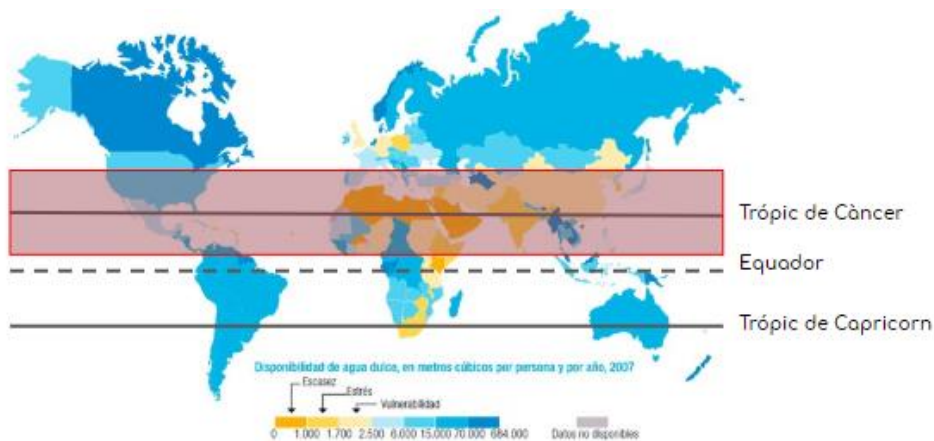 Tròpic de Càncer
Equador
Tròpic de Capricorn
Disponibilidad de agua dulce, en metros cúbicos por persona y por año, 2007
Escasez
Estrés
Vulnerabilidad
0 1.000 1.700 2.500 6.000 15.000 70.000 684.000 Datos no disponibles